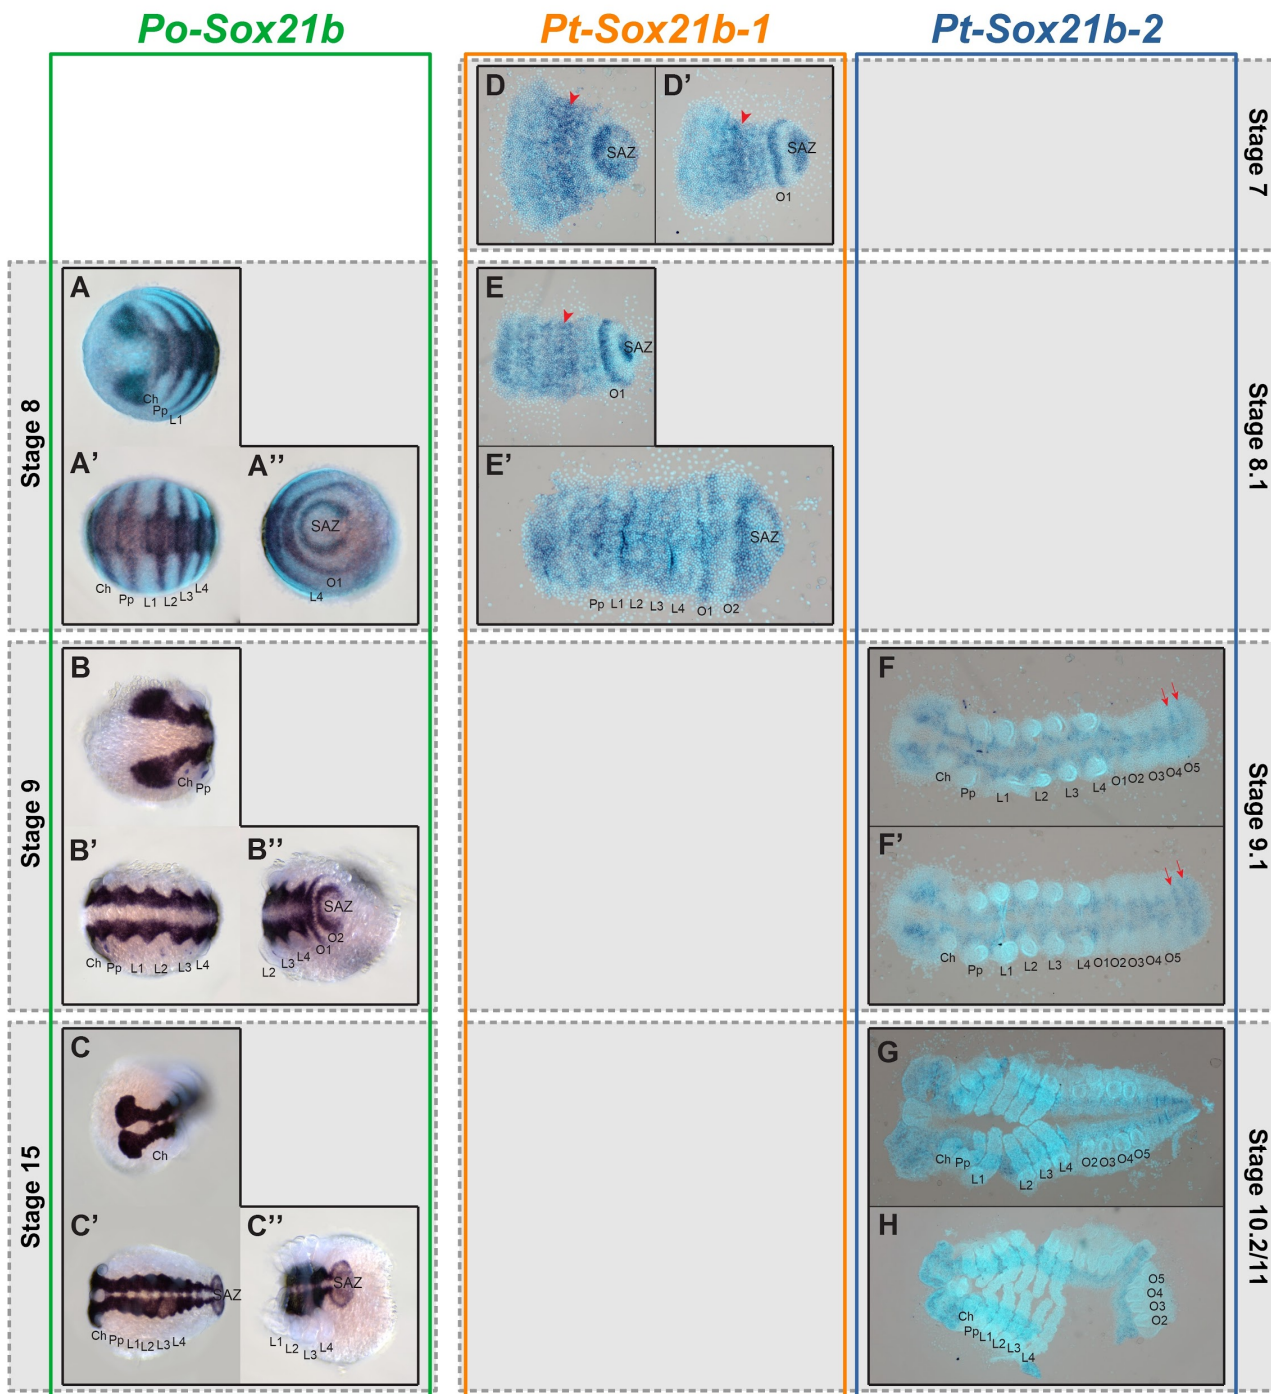 Po-Sox21b
Pt-Sox21b-1
Pt-Sox21b-2
D
SAZ
D’
SAZ
O1
Stage 7
Stage 8
A
Ch
Pp
L1
A’
Ch Pp L1 L2 L3 L4
A’’
SAZ
O1
L4
E
SAZ
O1
E’
SAZ
Pp L1 L2 L3 L4 O1 O2
Stage 8.1
Stage 9
B
Ch Pp
B’
Ch Pp L1 L2 L3 L4
B’’
SAZ
L2 L3 L4 O1 O2
F
Ch Pp L1 L2 L3 L4 O1 O2 O3 O4 O5
F’
Ch Pp L1 L2 L3 L4 O1 O2 O3 O4 O5
Stage 9.1
Stage 15
C
Ch
C’
SAZ
Ch Pp L1 L2 L3 L4
C’’
SAZ
L1 L2 L3 L4
G
Ch Pp L1 L2 L3 L4 O2 O3 O4 O5
H
Ch Pp L1 L2 L3 L4
O5
O4
O3
O2
Stage 10.2/11